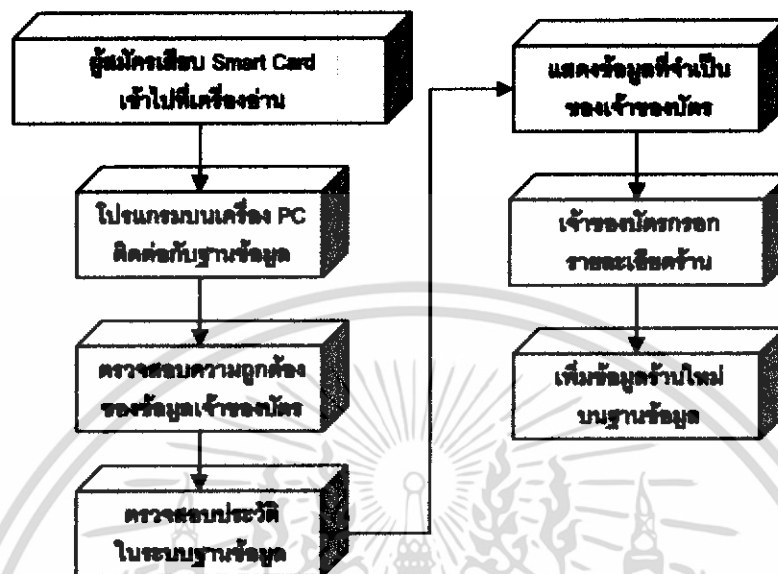 ผู้สมัครเสียบ Smart Card
เข้าไปที่เครื่องอ่าน
โปรแกรมบนเครื่อง PC
ติดต่อกับฐานข้อมูล
ตรวจสอบความถูกต้อง
ของข้อมูลเจ้าของบัตร
ตรวจสอบประวัติ
ในระบบฐานข้อมูล
แสดงข้อมูลที่จำเป็น
ของเจ้าของบัตร
เจ้าของบัตรกรอก
รายละเอียดร้าน
เพิ่มข้อมูลร้านใหม่
บนฐานข้อมูล